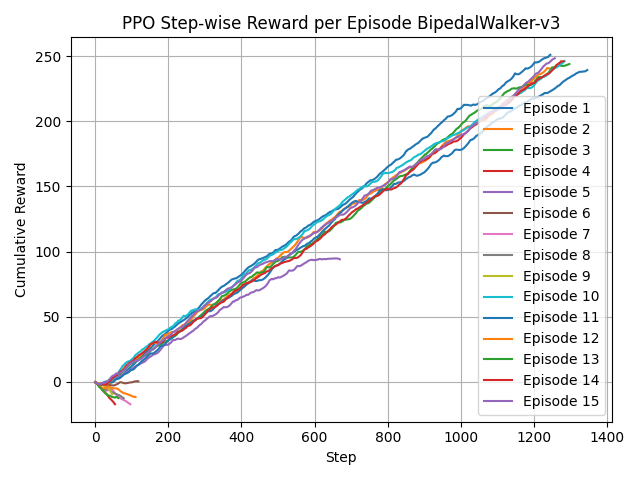 PPO Step-wise Reward per Episode BipedalWalker-v3
Cumulative Reward
250
200
150
100
50
0
0
200
400
600
800
1000
1200
1400
Step
Episode 1
Episode 2
Episode 3
Episode 4
Episode 5
Episode 6
Episode 7
Episode 8
Episode 9
Episode 10
Episode 11
Episode 12
Episode 13
Episode 14
Episode 15